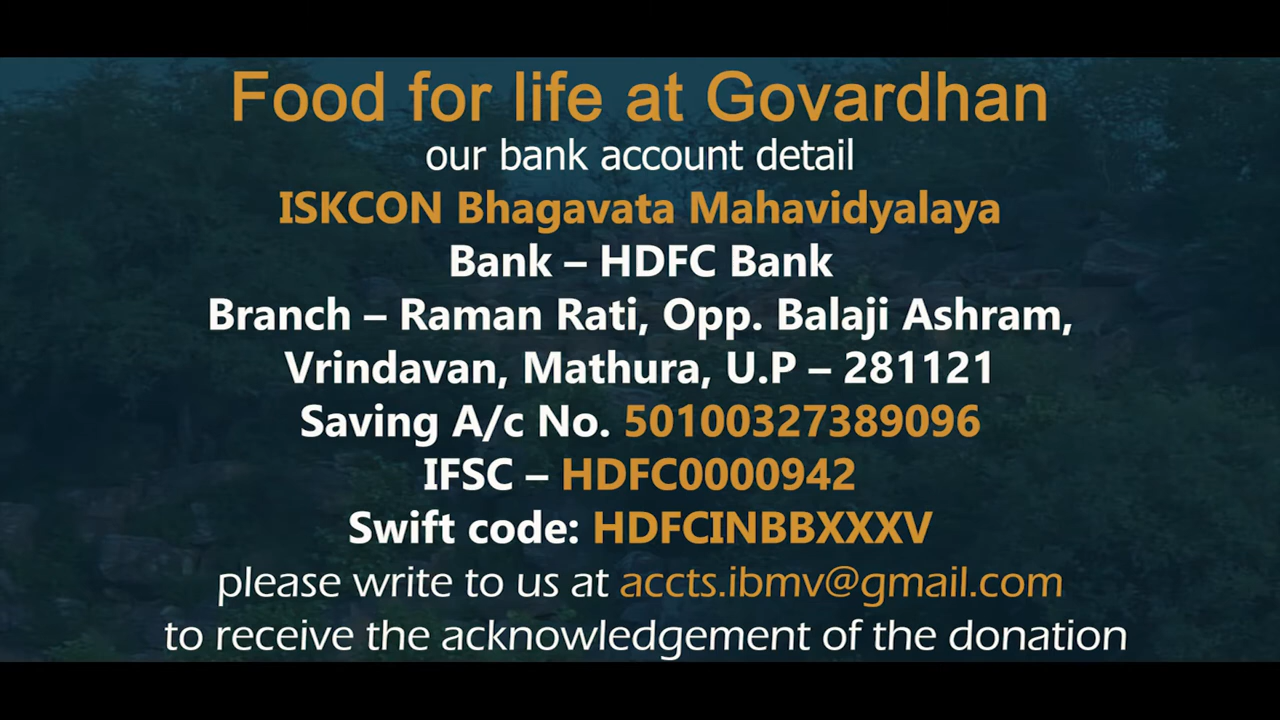 Food for life at Govardhan
our bank account detail
ISKCON Bhagavata Mahavidyalaya
Bank – HDFC Bank
Branch – Raman Rati, Opp. Balaji Ashram,
Vrindavan, Mathura, U.P – 281121
Saving A/c No. 50100327389096
IFSC – HDFC0000942
Swift code: HDFCINBBXXXV
please write to us at accts.ibmv@gmail.com
to receive the acknowledgement of the donation